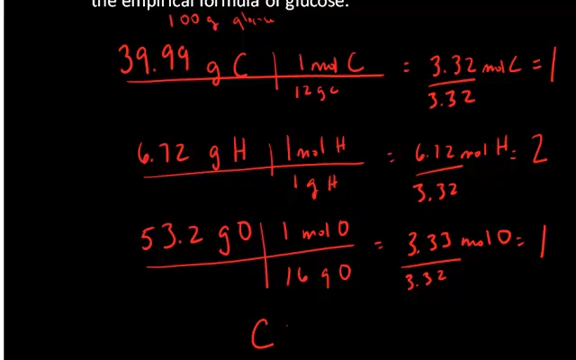 the empirical formula of glucose.
100 g glucose
39.99 g C | 1 mol C = 3.32 mol C = 1
12 g C 3.32
6.72 g H | 1 mol H = 6.72 mol H = 2
1 g H 3.32
53.2 g O | 1 mol O = 3.33 mol O = 1
16 g O 3.32
C